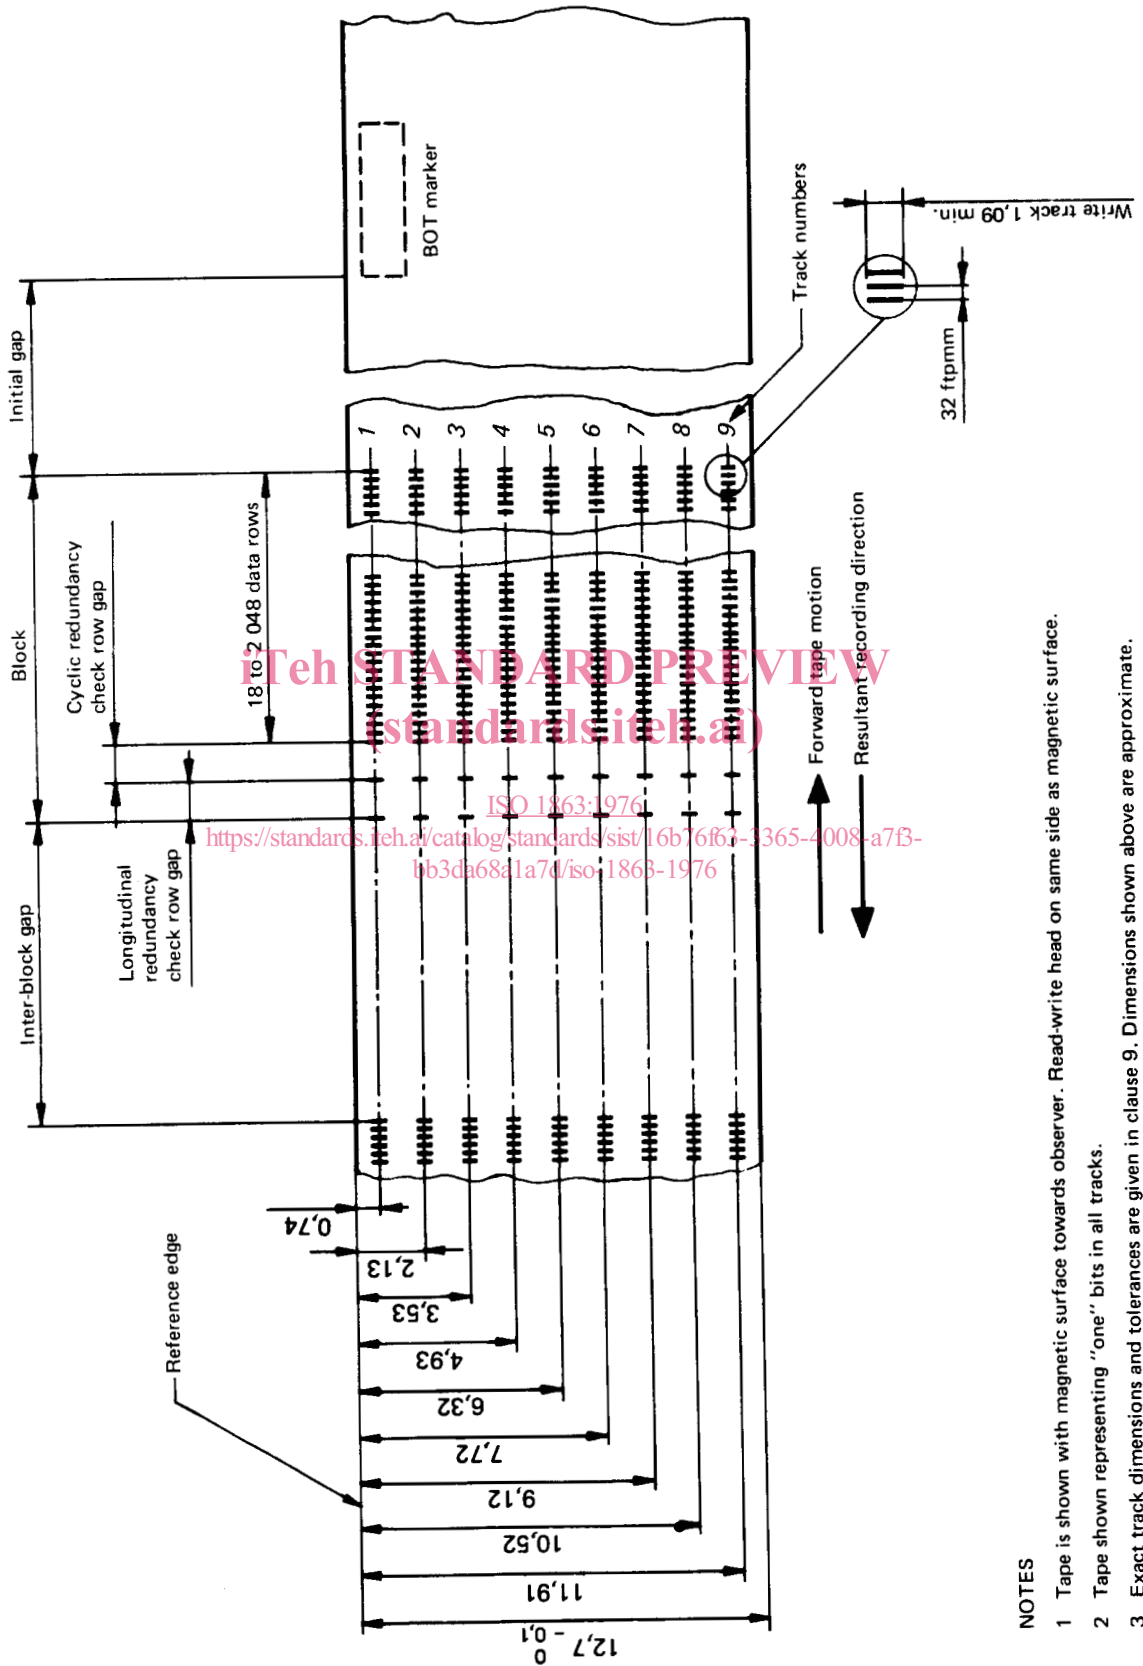 Initial gap
Block
Inter-block gap
Cyclic redundancy
check row gap
Longitudinal
redundancy
check row gap
18 to 2 048 data rows
BOT marker
Reference edge
1
2
3
4
5
6
7
8
9
Track numbers
Write track 1,09 min.
32 ftpmm
Forward tape motion
Resultant recording direction
0,74
2,13
3,53
4,93
6,32
7,72
9,12
10,52
11,91
12,7 0 − 0,1
iTeh STANDARD PREVIEW
(standards.iteh.ai)
ISO 1863:1976
https://standards.iteh.ai/catalog/standards/sist/16b76f63-3365-4008-a7f3-
bb3da68a1a7d/iso-1863-1976
NOTES
1 Tape is shown with magnetic surface towards observer. Read-write head on same side as magnetic surface.
2 Tape shown representing "one" bits in all tracks.
3 Exact track dimensions and tolerances are given in clause 9. Dimensions shown above are approximate.